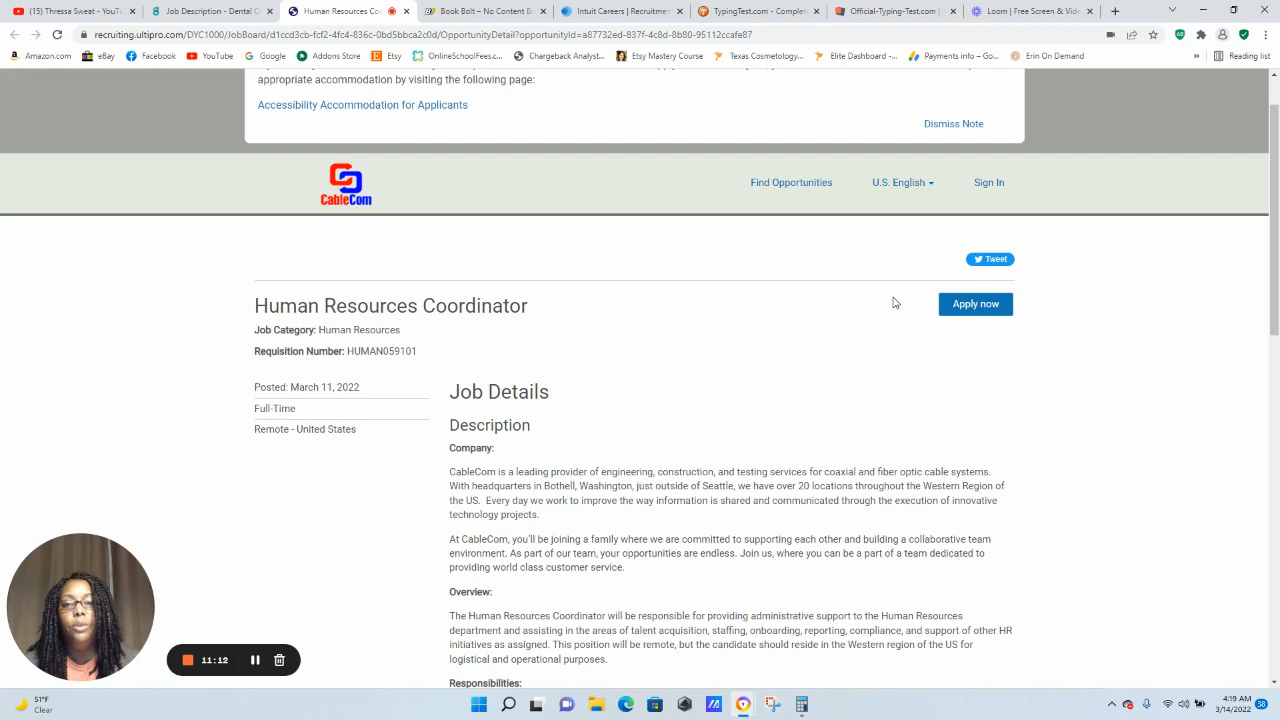 (15) Thressa Sweat - YouT
Job Description - Dental C
Human Resources Coo
Bolc Bolt – No Content Bu
Intuit Careers | Recruitmen
TypingTest.com - Complete
Official-Typing-Test.com |
Loom | Free Screen & Video
recruiting.ultipro.com/DYC1000/JobBoard/d1ccd3cb-fcf2-4fc4-836c-0bd5bbca2c0d/OpportunityDetail?opportunityId=a87732ed-837f-4c8d-8b80-95112ccafe87
Amazon.com
eBay
Facebook
YouTube
Google
Address Book
Etsy
OnlineSchoolFees...
Chargeback Analyst...
Etsy Mastery Course
Texas Cosmetology...
Elite Dashboard -...
Payments info – Go...
Erin On Demand
»
Reading list
appropriate accommodation by visiting the following page:
Accessibility Accommodation for Applicants
Dismiss Note
CableCom
Find Opportunities
U.S. English
Sign In
Tweet
Human Resources Coordinator
Apply now
Job Category: Human Resources
Requisition Number: HUMAN059101
Posted: March 11, 2022
Full-Time
Remote - United States
Job Details
Description
Company:
CableCom is a leading provider of engineering, construction, and testing services for coaxial and fiber optic cable systems.
With headquarters in Bothell, Washington, just outside of Seattle, we have over 20 locations throughout the Western Region of
the US. Every day we work to improve the way information is shared and communicated through the execution of innovative
technology projects.
At CableCom, you'll be joining a family where we are committed to supporting each other and building a collaborative team
environment. As part of our team, your opportunities are endless. Join us, where you can be a part of a team dedicated to
providing world class customer service.
Overview:
The Human Resources Coordinator will be responsible for providing administrative support to the Human Resources
department and assisting in the areas of talent acquisition, staffing, onboarding, reporting, compliance, and support of other HR
initiatives as assigned. This position will be remote, but the candidate should reside in the Western region of the US for
logistical and operational purposes.
Responsibilities:
11:12
51°F
Clear
4:19 AM
3/14/2022